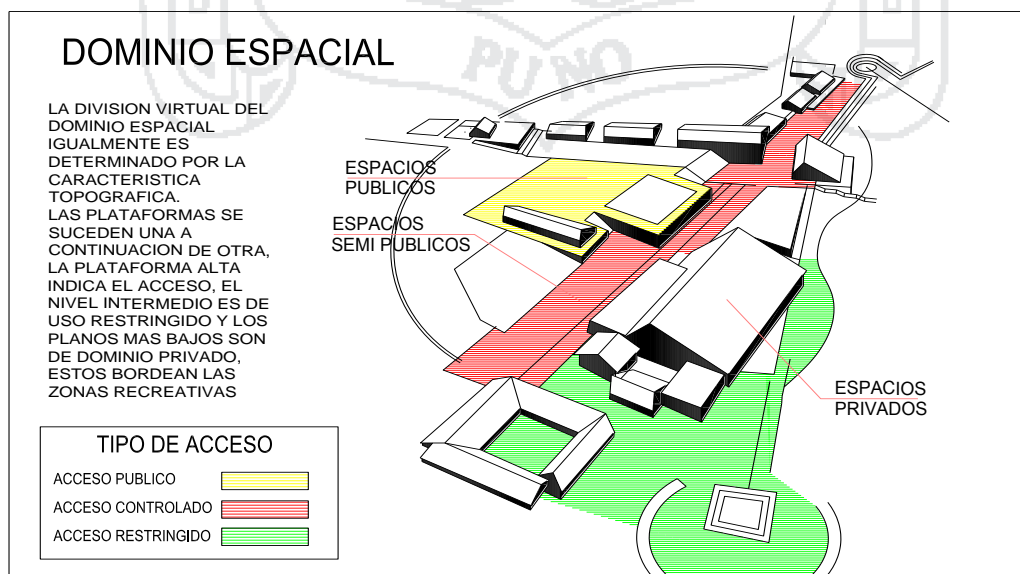 PUNO
DOMINIO ESPACIAL
LA DIVISION VIRTUAL DEL
DOMINIO ESPACIAL
IGUALMENTE ES
DETERMINADO POR LA
CARACTERISTICA
TOPOGRAFICA.
LAS PLATAFORMAS SE
SUCEDEN UNA A
CONTINUACION DE OTRA,
LA PLATAFORMA ALTA
INDICA EL ACCESO, EL
NIVEL INTERMEDIO ES DE
USO RESTRINGIDO Y LOS
PLANOS MAS BAJOS SON
DE DOMINIO PRIVADO,
ESTOS BORDEAN LAS
ZONAS RECREATIVAS
ESPACIOS
PUBLICOS
ESPACIOS
SEMI PUBLICOS
ESPACIOS
PRIVADOS
TIPO DE ACCESO
ACCESO PUBLICO
ACCESO CONTROLADO
ACCESO RESTRINGIDO